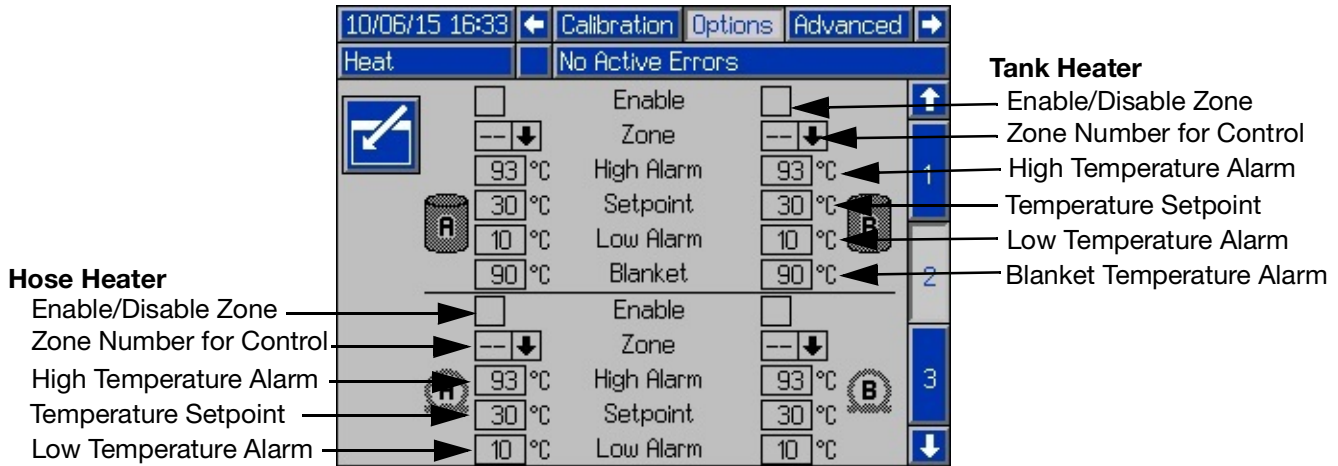 10/06/15 16:33 Calibration Options Advanced
Heat No Active Errors
Enable
-- Zone --
93 °C High Alarm 93 °C
30 °C Setpoint 30 °C
A B
10 °C Low Alarm 10 °C
90 °C Blanket 90 °C
Enable
-- Zone --
93 °C High Alarm 93 °C
A B
30 °C Setpoint 30 °C
10 °C Low Alarm 10 °C
1
2
3
Tank Heater
Enable/Disable Zone
Zone Number for Control
High Temperature Alarm
Temperature Setpoint
Low Temperature Alarm
Blanket Temperature Alarm
Hose Heater
Enable/Disable Zone
Zone Number for Control
High Temperature Alarm
Temperature Setpoint
Low Temperature Alarm